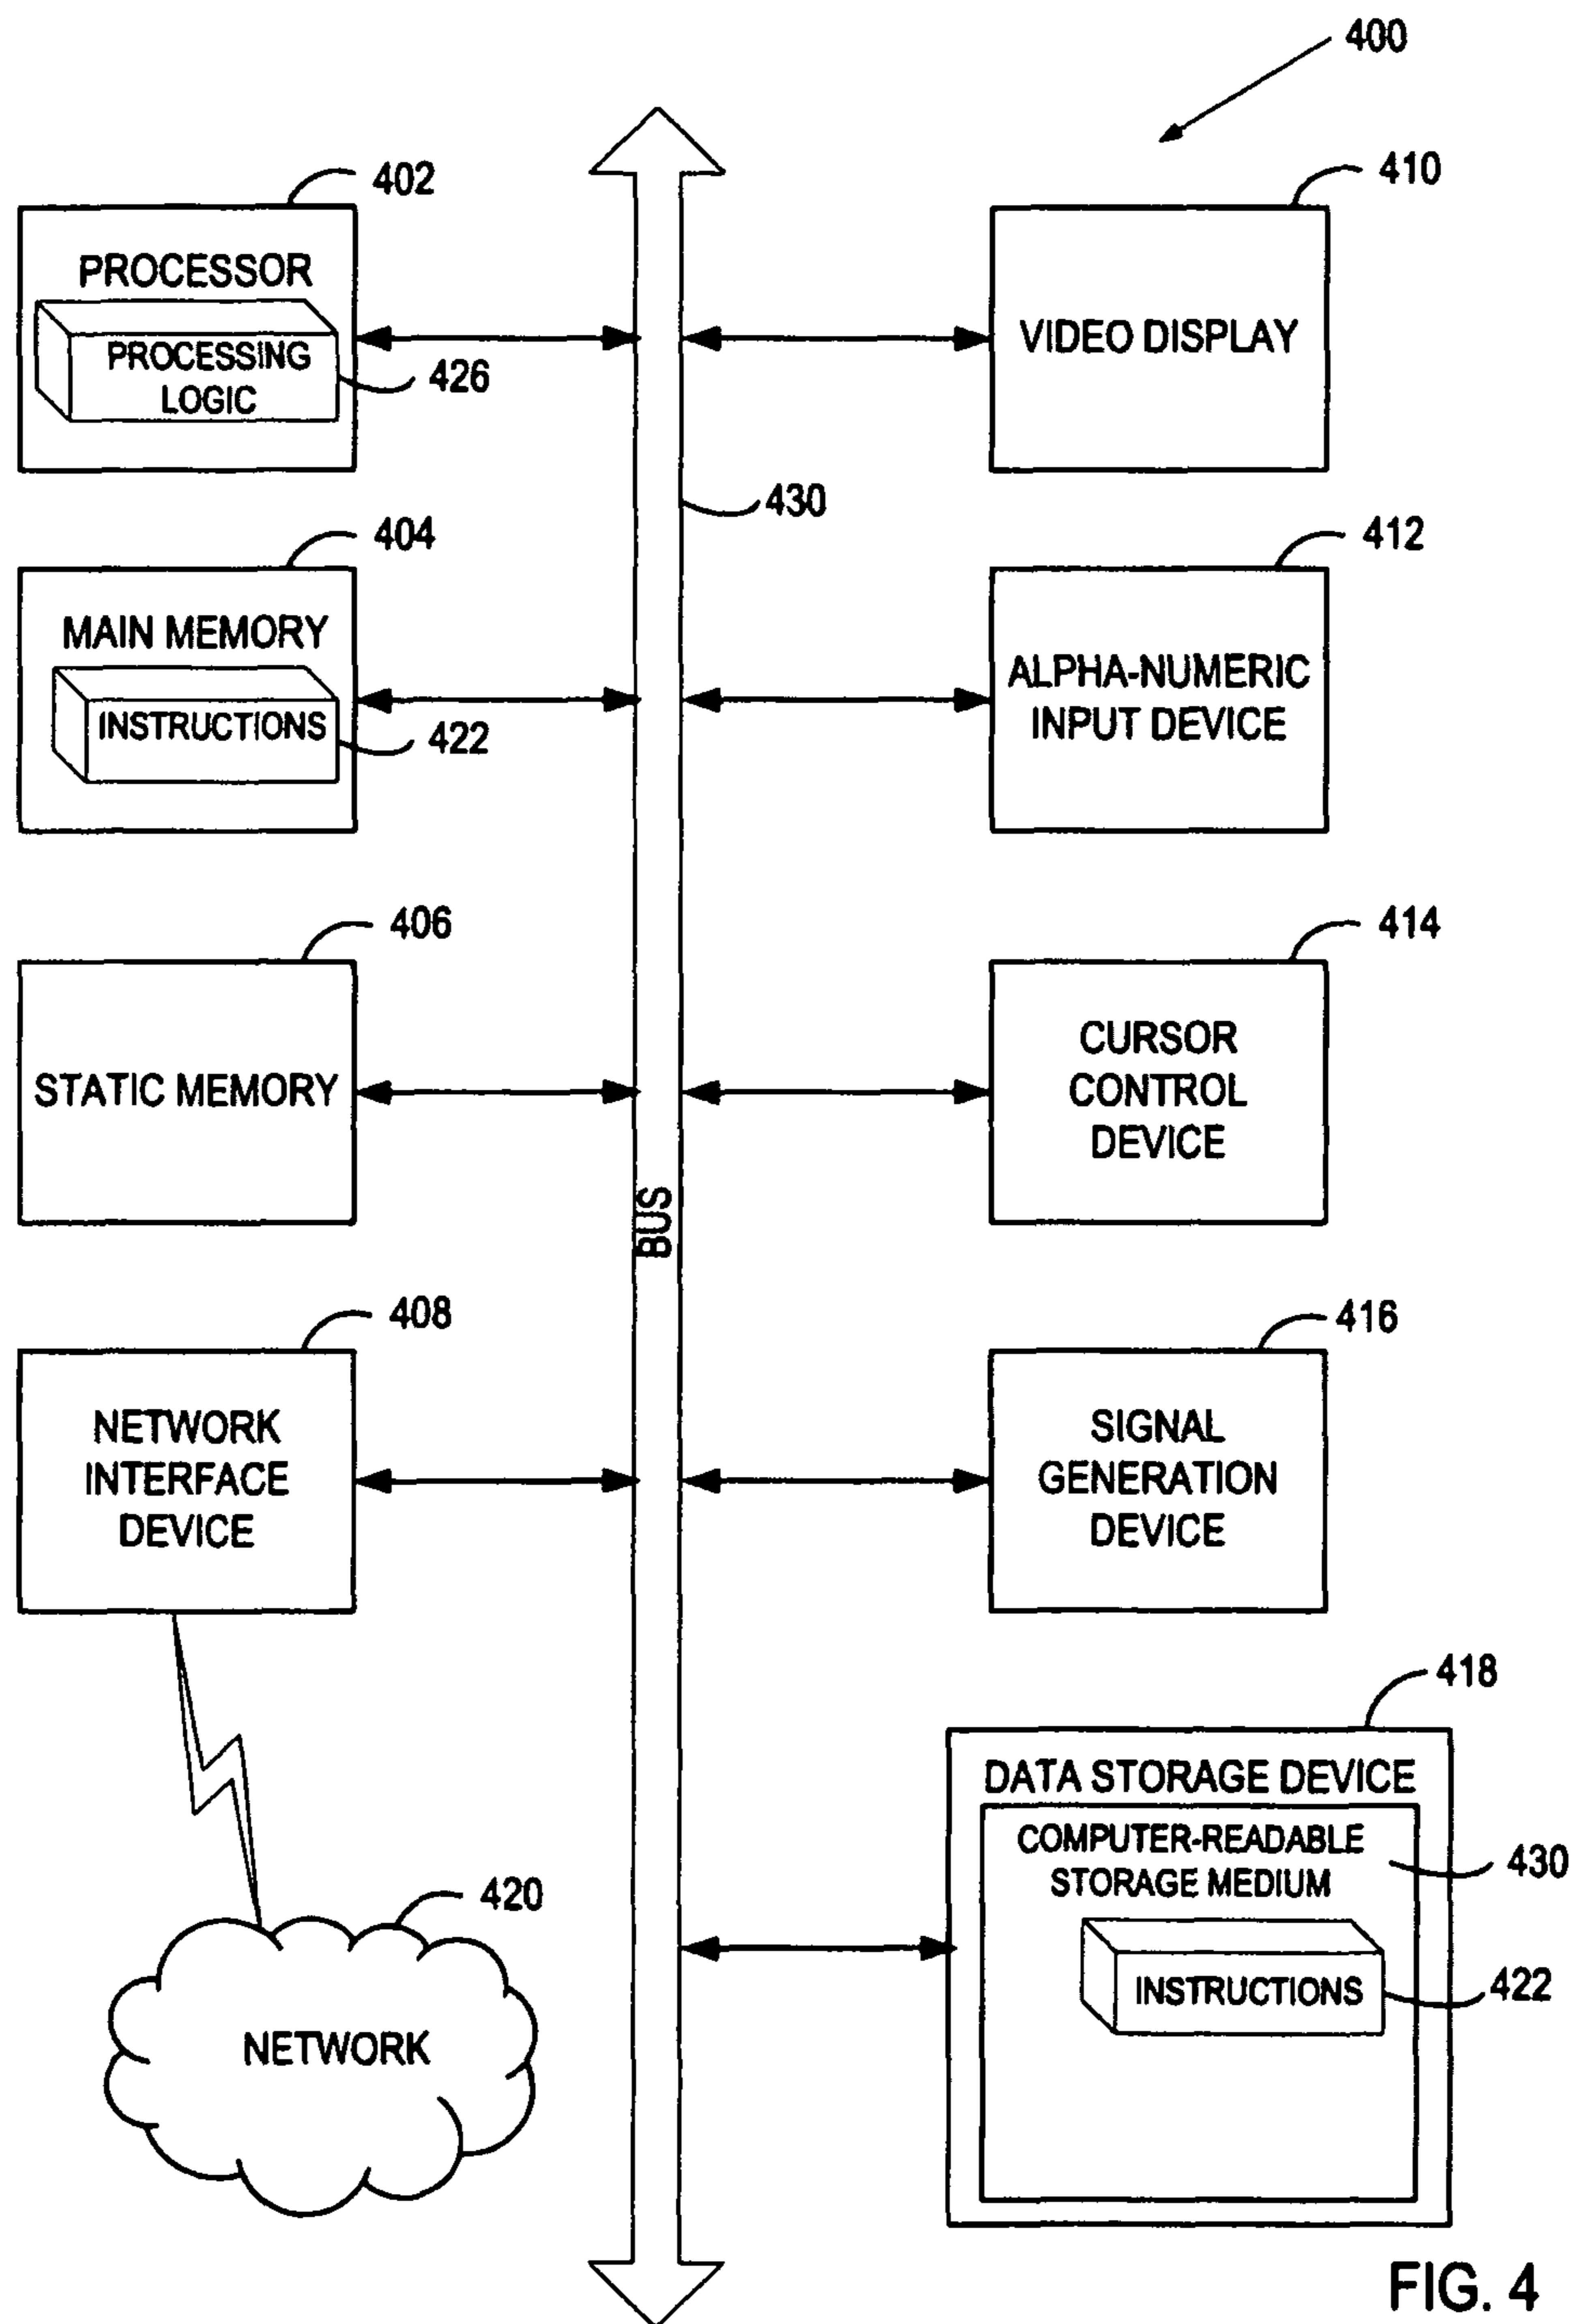 400
402
PROCESSOR
PROCESSING
LOGIC
426
410
VIDEO DISPLAY
430
404
MAIN MEMORY
INSTRUCTIONS
422
412
ALPHA-NUMERIC
INPUT DEVICE
406
STATIC MEMORY
414
CURSOR
CONTROL
DEVICE
BUS
408
NETWORK
INTERFACE
DEVICE
416
SIGNAL
GENERATION
DEVICE
418
DATA STORAGE DEVICE
COMPUTER-READABLE
STORAGE MEDIUM
430
INSTRUCTIONS
422
420
NETWORK
FIG. 4